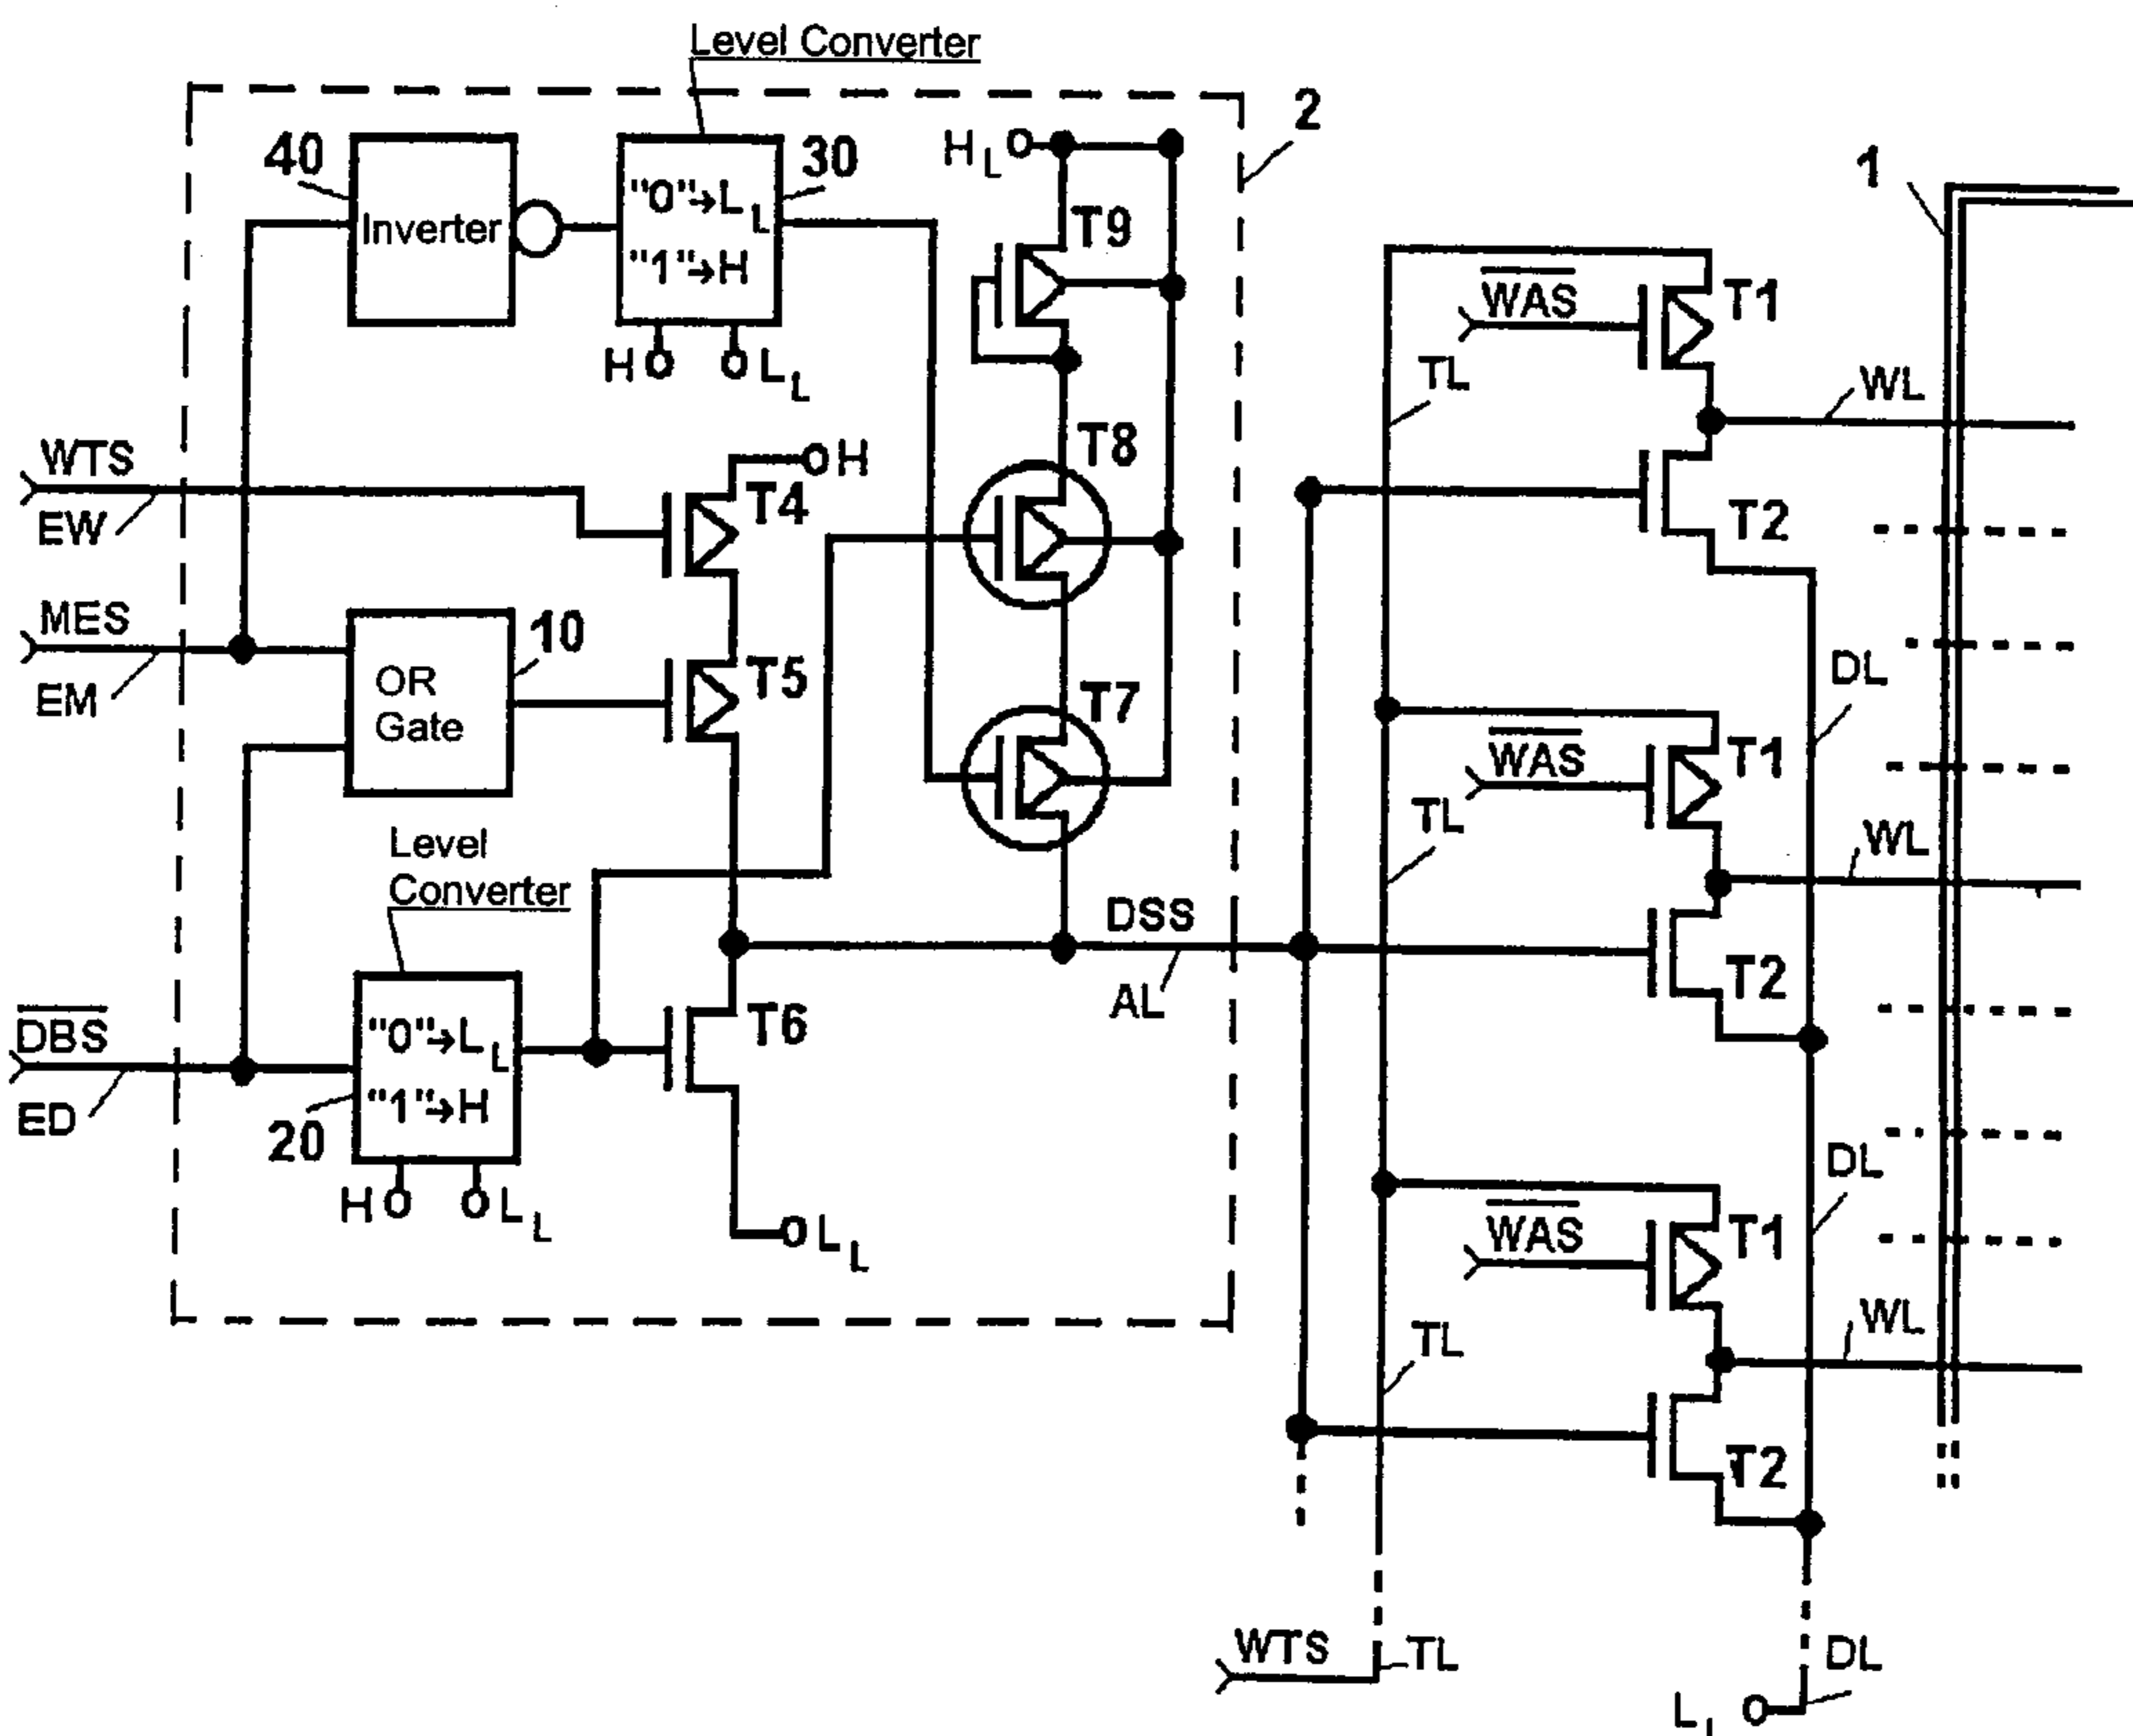 Level Converter
2
40
Inverter
"0"→L L
"1"→H
30
H L
T9
1
WAS
T1
H
L L
TL
WL
WTS
EW
H
T4
T8
T2
MES
EM
OR
Gate
10
T5
T7
DL
WAS
T1
TL
WL
Level
Converter
DSS
AL
T2
DBS
ED
"0"→L L
"1"→H
20
T6
H
L L
L L
DL
WAS
T1
TL
WL
T2
WTS
TL
DL
L L